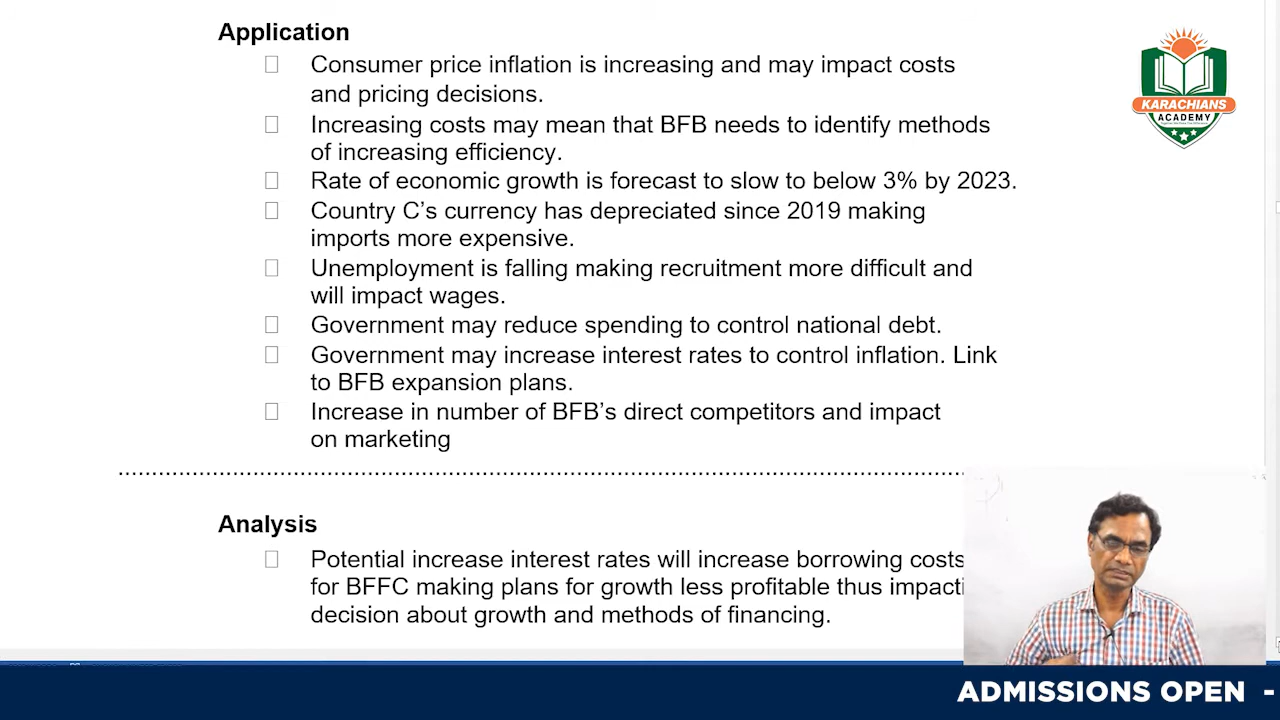 Application
Consumer price inflation is increasing and may impact costs
and pricing decisions.
Increasing costs may mean that BFB needs to identify methods
of increasing efficiency.
Rate of economic growth is forecast to slow to below 3% by 2023.
Country C’s currency has depreciated since 2019 making
imports more expensive.
Unemployment is falling making recruitment more difficult and
will impact wages.
Government may reduce spending to control national debt.
Government may increase interest rates to control inflation. Link
to BFB expansion plans.
Increase in number of BFB’s direct competitors and impact
on marketing
Analysis
Potential increase interest rates will increase borrowing costs
for BFFC making plans for growth less profitable thus impacti
decision about growth and methods of financing.
KARACHIANS
ACADEMY
ADMISSIONS OPEN -